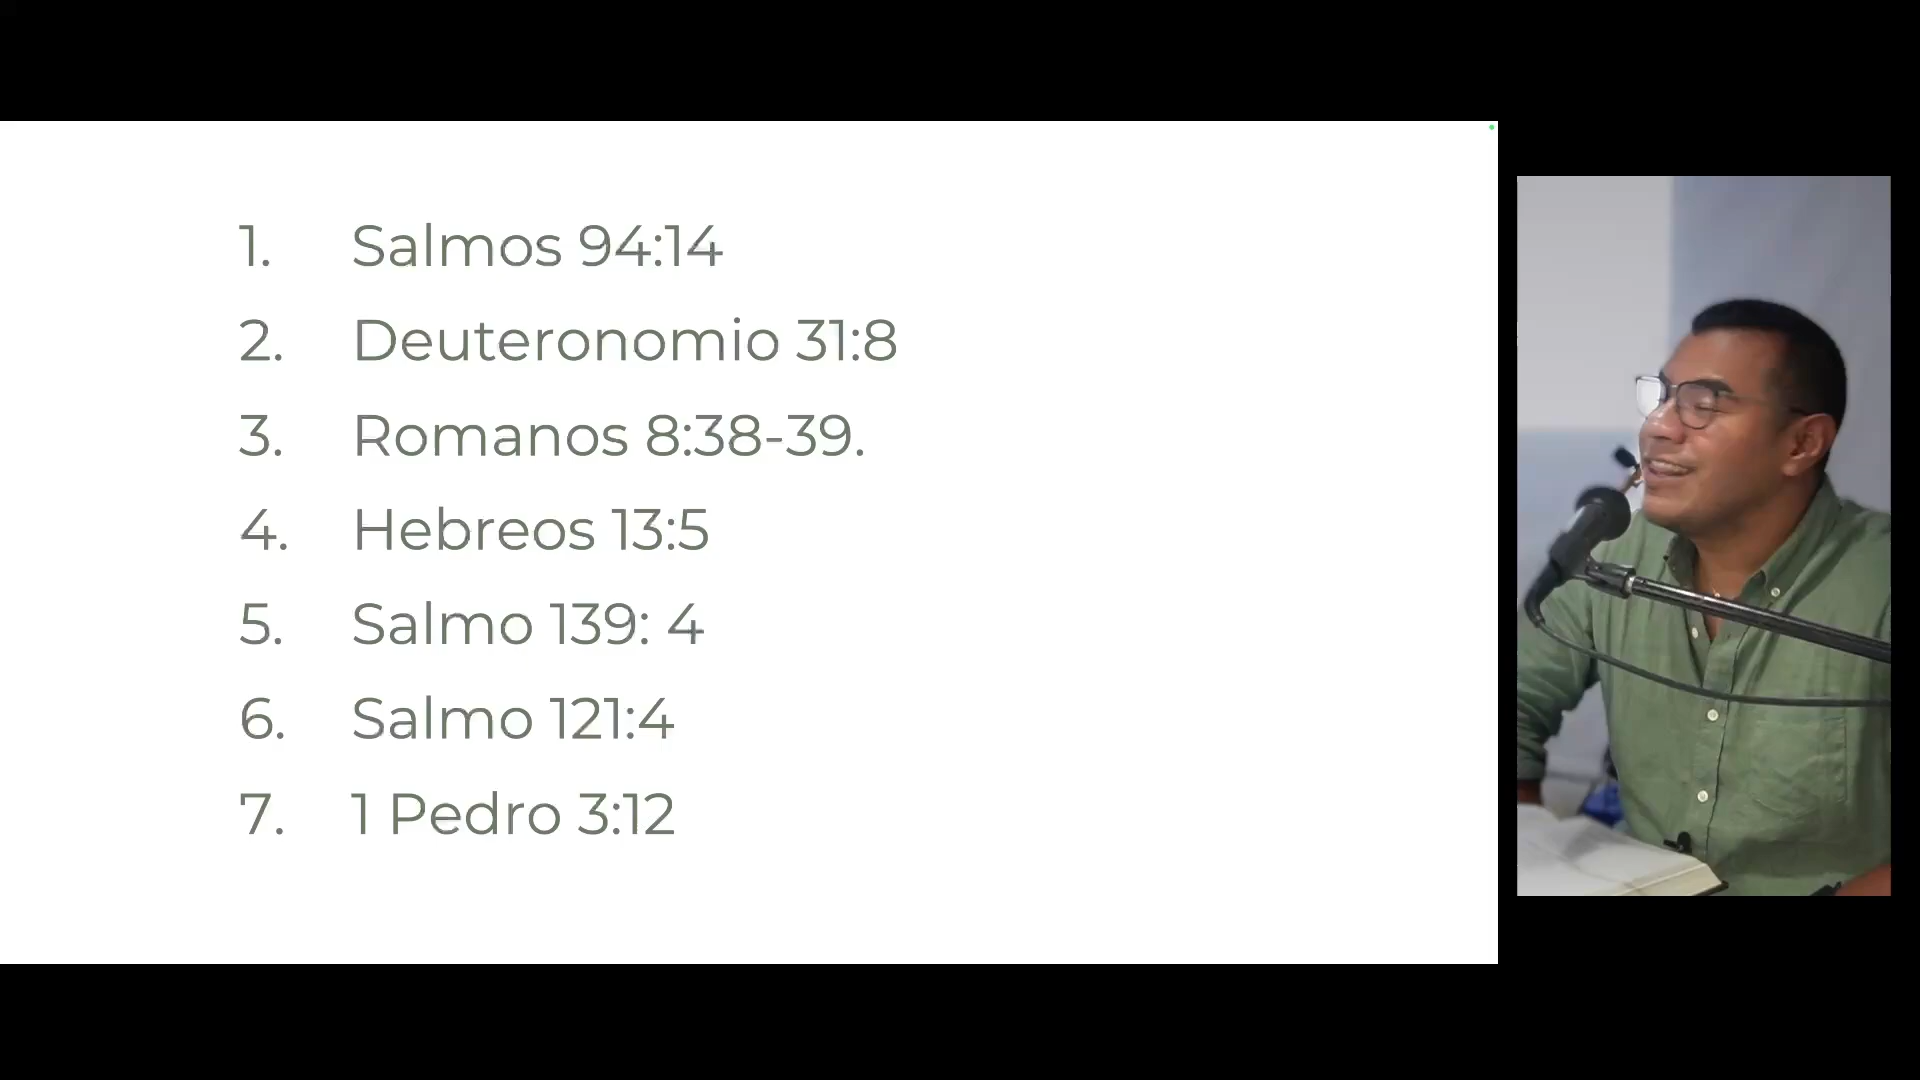 1. Salmos 94:14
2. Deuteronomio 31:8
3. Romanos 8:38-39.
4. Hebreos 13:5
5. Salmo 139: 4
6. Salmo 121:4
7. 1 Pedro 3:12